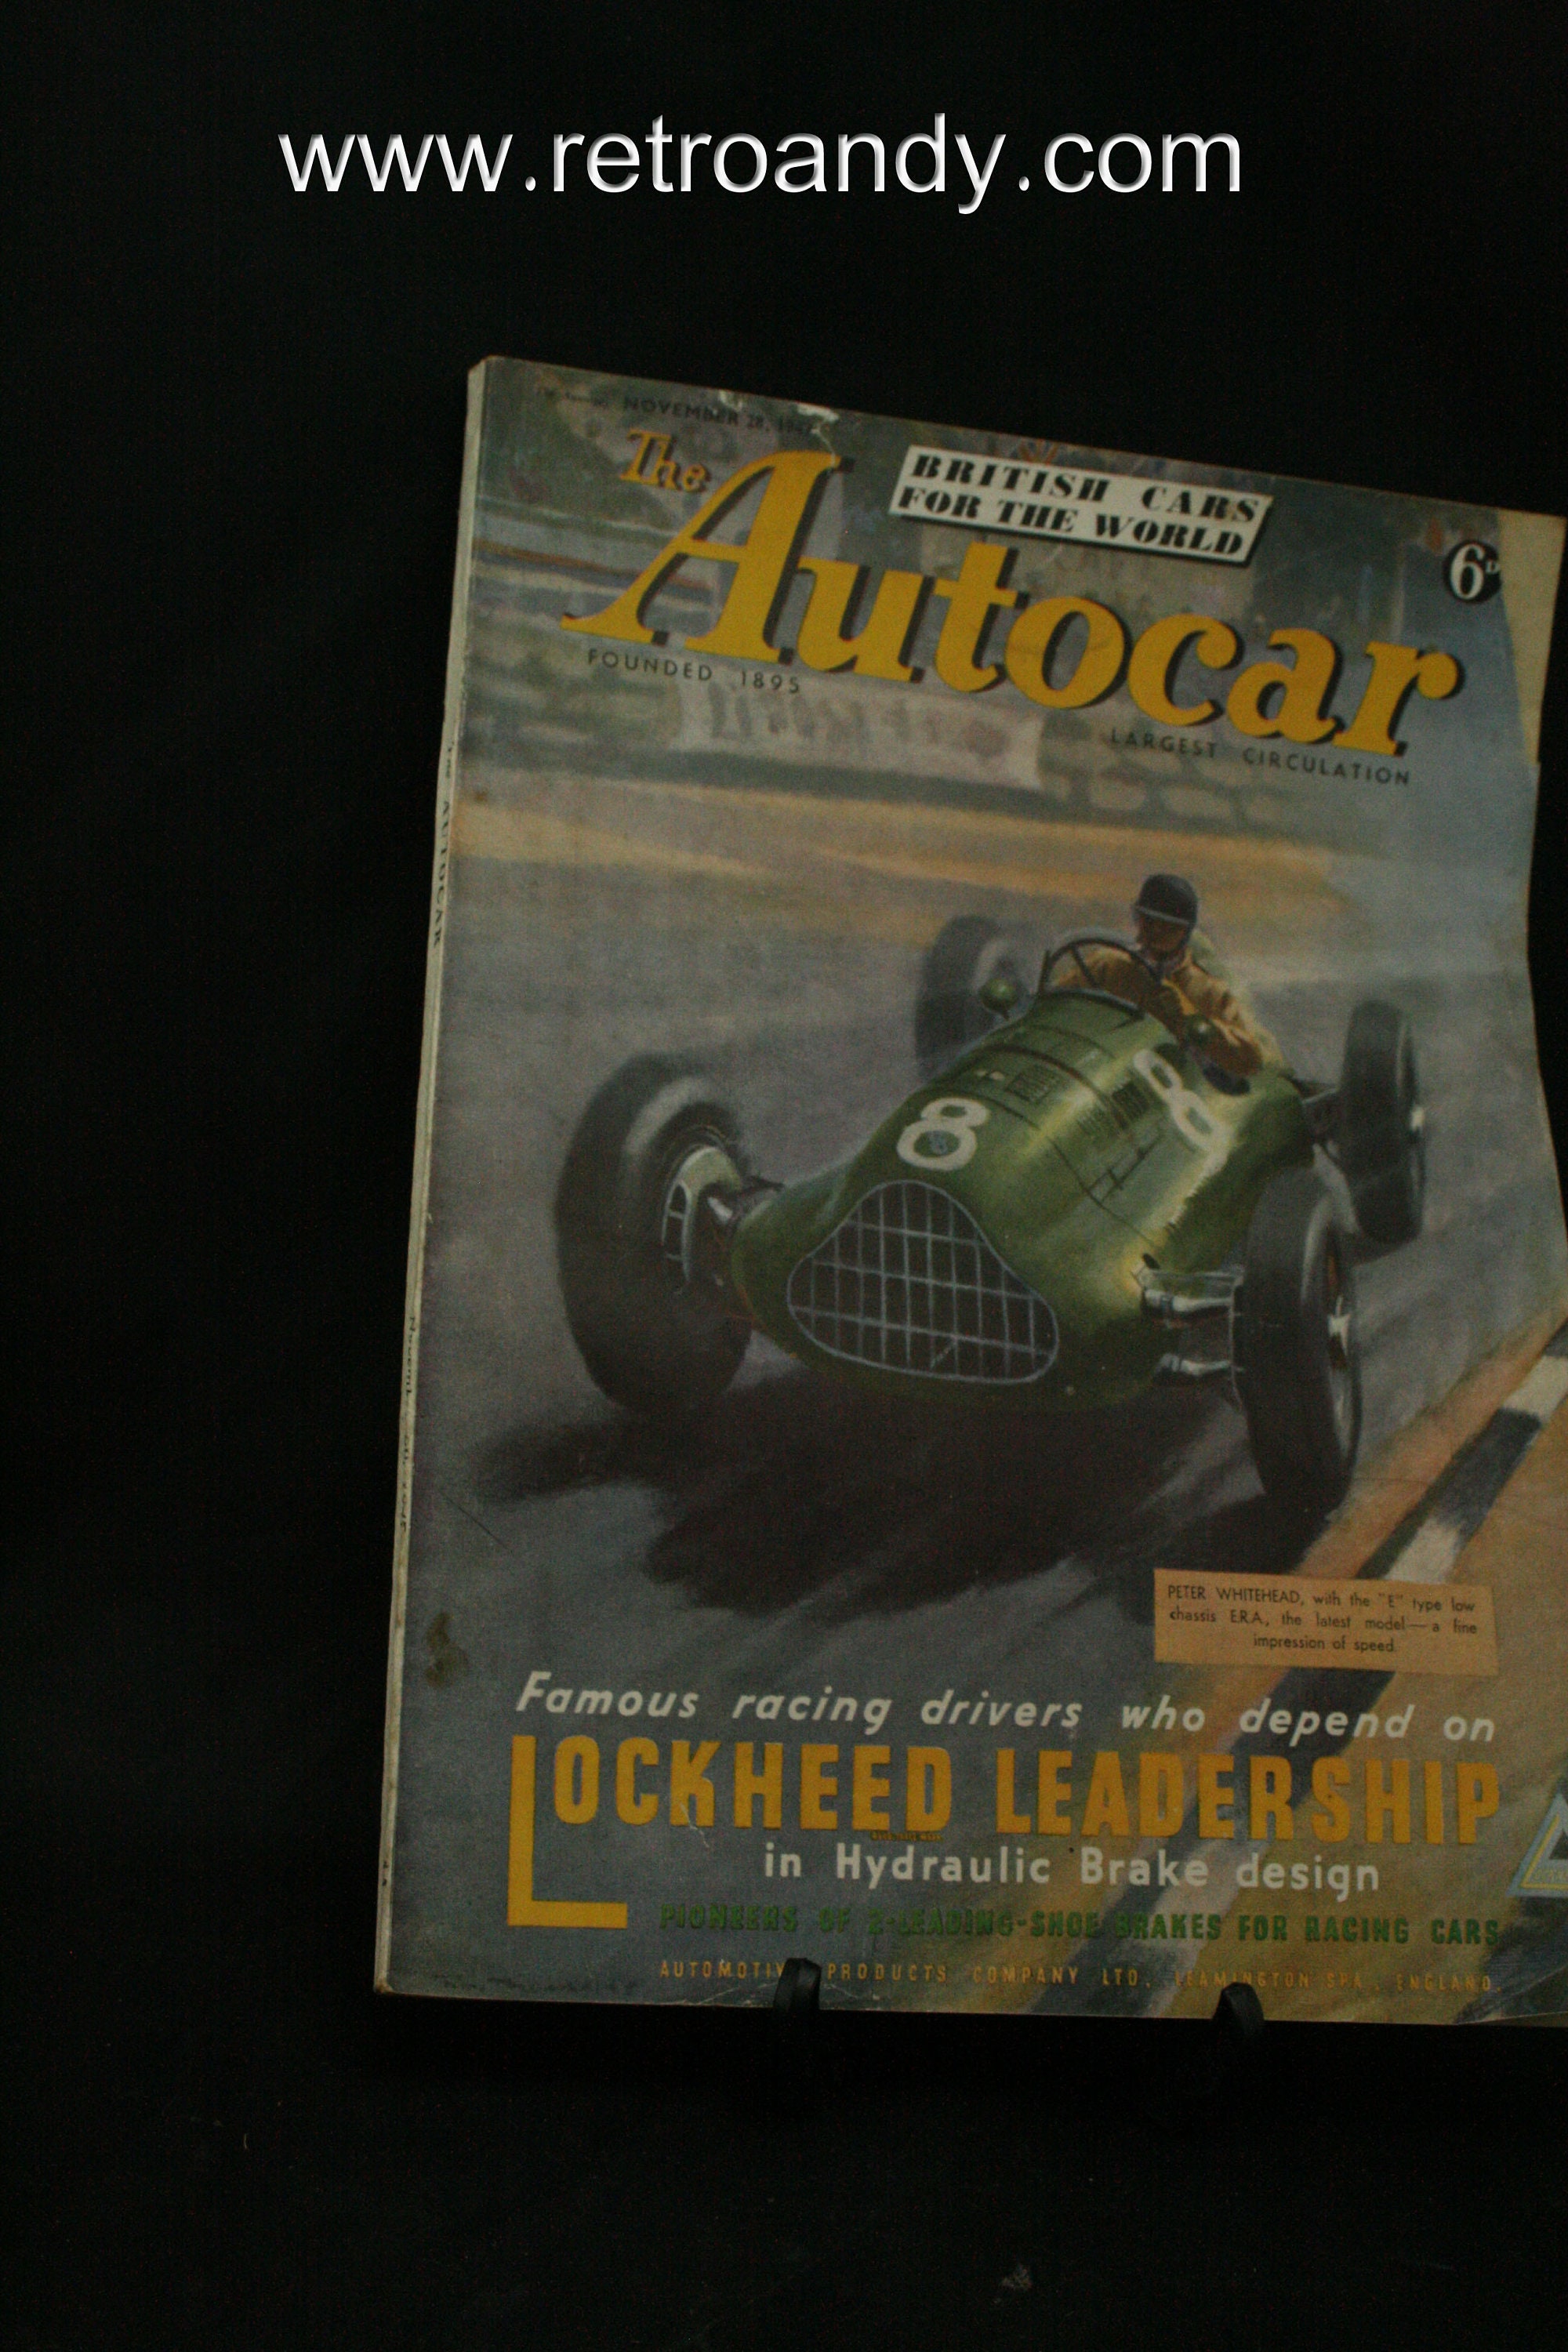 www.retroandy.com
NOVEMBER 28, 194
The
BRITISH CARS
FOR THE WORLD
6D
Autocar
FOUNDED 1895
LARGEST CIRCULATION
AUTOCAR
8
8
PETER WHITEHEAD, with the "E" type low
chassis E.R.A., the latest model — a fine
impression of speed.
Famous racing drivers who depend on
LOCKHEED LEADERSHIP
in Hydraulic Brake design
PIONEERS OF 2-LEADING-SHOE BRAKES FOR RACING CARS
AUTOMOTIVE PRODUCTS COMPANY LTD., LEAMINGTON SPA, ENGLAND.